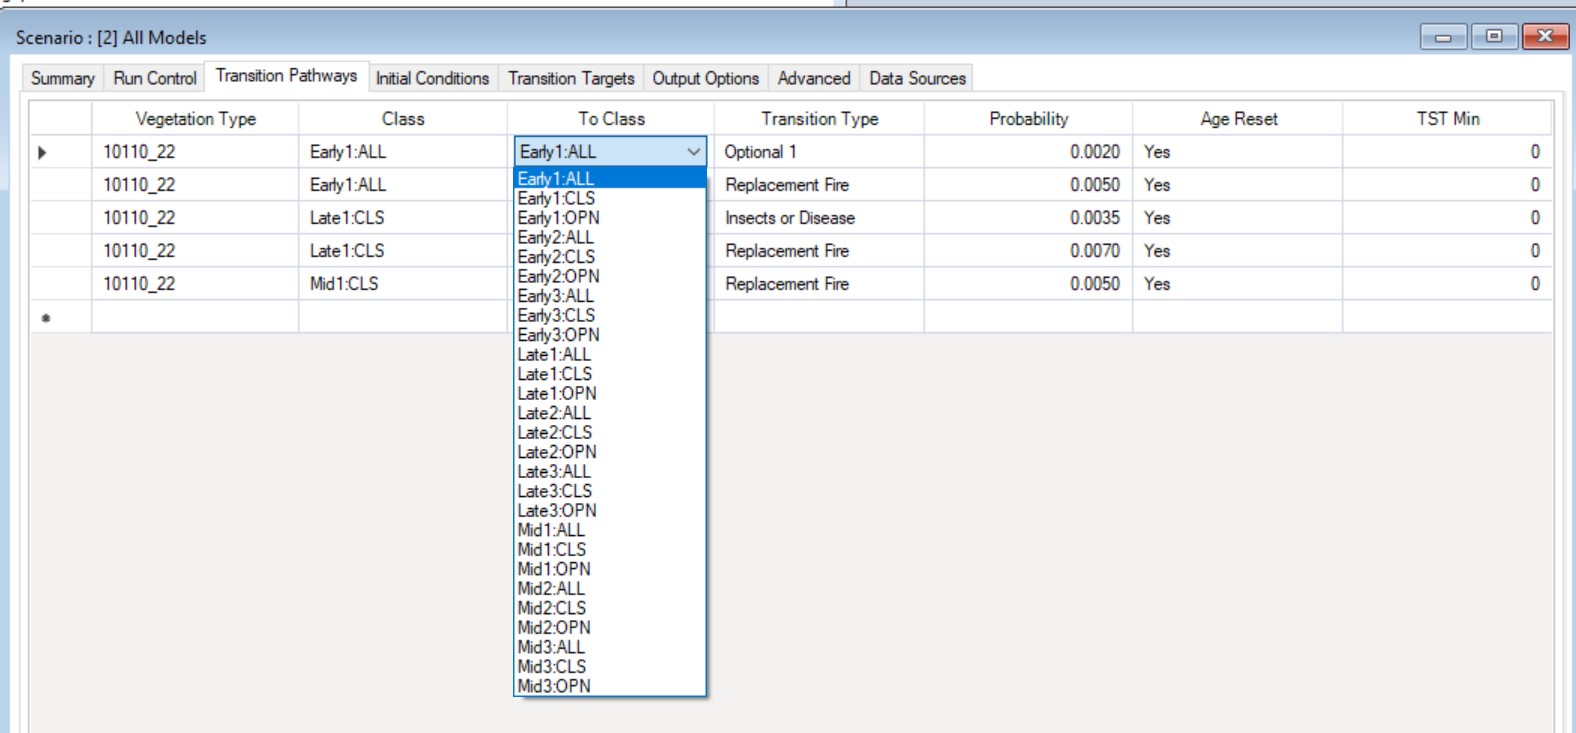 Scenario : [2] All Models
Summary Run Control Transition Pathways Initial Conditions Transition Targets Output Options Advanced Data Sources
Vegetation Type Class To Class Transition Type Probability Age Reset TST Min
10110_22 Early1:ALL Early1:ALL Optional 1 0.0020 Yes 0
10110_22 Early1:ALL Replacement Fire 0.0050 Yes 0
10110_22 Late1:CLS Insects or Disease 0.0035 Yes 0
10110_22 Late1:CLS Replacement Fire 0.0070 Yes 0
10110_22 Mid1:CLS Replacement Fire 0.0050 Yes 0
Early1:ALL
Early1:CLS
Early1:OPN
Early2:ALL
Early2:CLS
Early2:OPN
Early3:ALL
Early3:CLS
Early3:OPN
Late1:ALL
Late1:CLS
Late1:OPN
Late2:ALL
Late2:CLS
Late2:OPN
Late3:ALL
Late3:CLS
Late3:OPN
Mid1:ALL
Mid1:CLS
Mid1:OPN
Mid2:ALL
Mid2:CLS
Mid2:OPN
Mid3:ALL
Mid3:CLS
Mid3:OPN